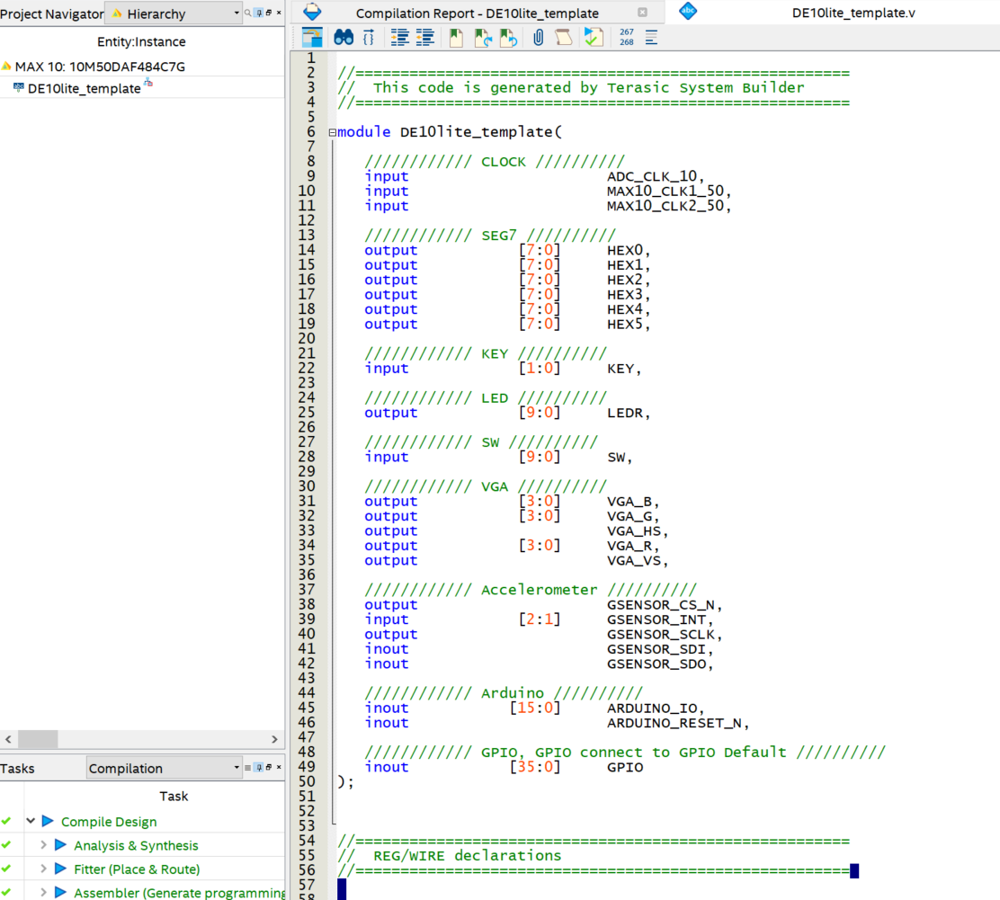 Project Navigator Hierarchy
Entity:Instance
MAX 10: 10M50DAF484C7G
DE10lite_template
Tasks Compilation
Task
Compile Design
Analysis & Synthesis
Fitter (Place & Route)
Assembler (Generate programming
Compilation Report - DE10lite_template
DE10lite_template.v
267
268
1
2 //=======================================================
3 //  This code is generated by Terasic System Builder
4 //=======================================================
5
6 module DE10lite_template(
7
8 //////////// CLOCK //////////
9 input ADC_CLK_10,
10 input MAX10_CLK1_50,
11 input MAX10_CLK2_50,
12
13 //////////// SEG7 //////////
14 output [7:0] HEX0,
15 output [7:0] HEX1,
16 output [7:0] HEX2,
17 output [7:0] HEX3,
18 output [7:0] HEX4,
19 output [7:0] HEX5,
20
21 //////////// KEY //////////
22 input [1:0] KEY,
23
24 //////////// LED //////////
25 output [9:0] LEDR,
26
27 //////////// SW //////////
28 input [9:0] SW,
29
30 //////////// VGA //////////
31 output [3:0] VGA_B,
32 output [3:0] VGA_G,
33 output VGA_HS,
34 output [3:0] VGA_R,
35 output VGA_VS,
36
37 //////////// Accelerometer //////////
38 output GSENSOR_CS_N,
39 input [2:1] GSENSOR_INT,
40 output GSENSOR_SCLK,
41 inout GSENSOR_SDI,
42 inout GSENSOR_SDO,
43
44 //////////// Arduino //////////
45 inout [15:0] ARDUINO_IO,
46 inout ARDUINO_RESET_N,
47
48 //////////// GPIO, GPIO connect to GPIO Default //////////
49 inout [35:0] GPIO
50 );
51
52
53
54 //=======================================================
55 //  REG/WIRE declarations
56 //=======================================================
57
58